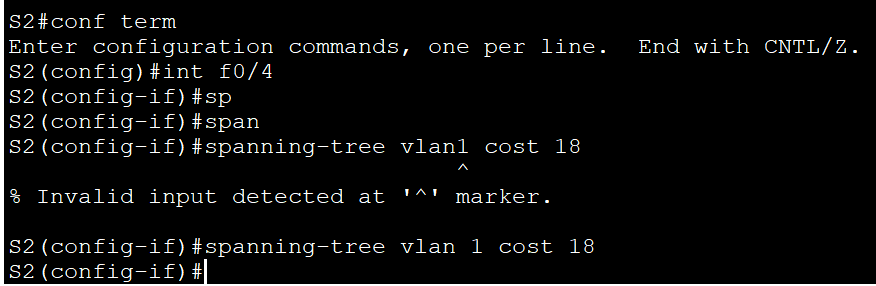 S2#conf term
Enter configuration commands, one per line.  End with CNTL/Z.
S2(config)#int f0/4
S2(config-if)#sp
S2(config-if)#span
S2(config-if)#spanning-tree vlan1 cost 18
                                ^
% Invalid input detected at '^' marker.
S2(config-if)#spanning-tree vlan 1 cost 18
S2(config-if)#